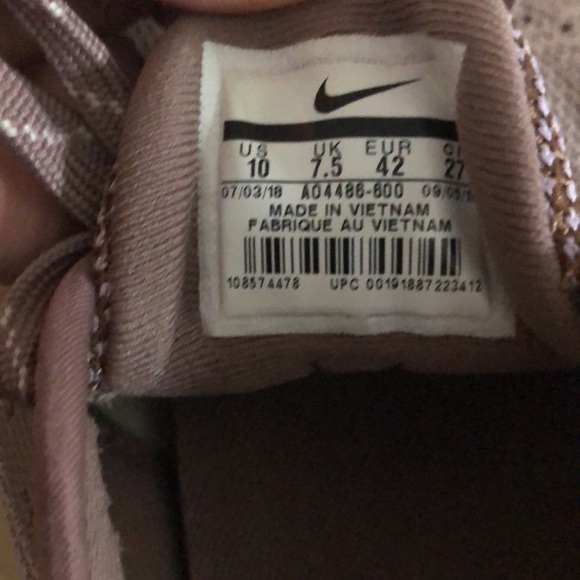 US UK EUR
10 7.5 42 27
07/03/18 AO4486-600
MADE IN VIETNAM
FABRIQUE AU VIETNAM
108574478 UPC 00191887223412